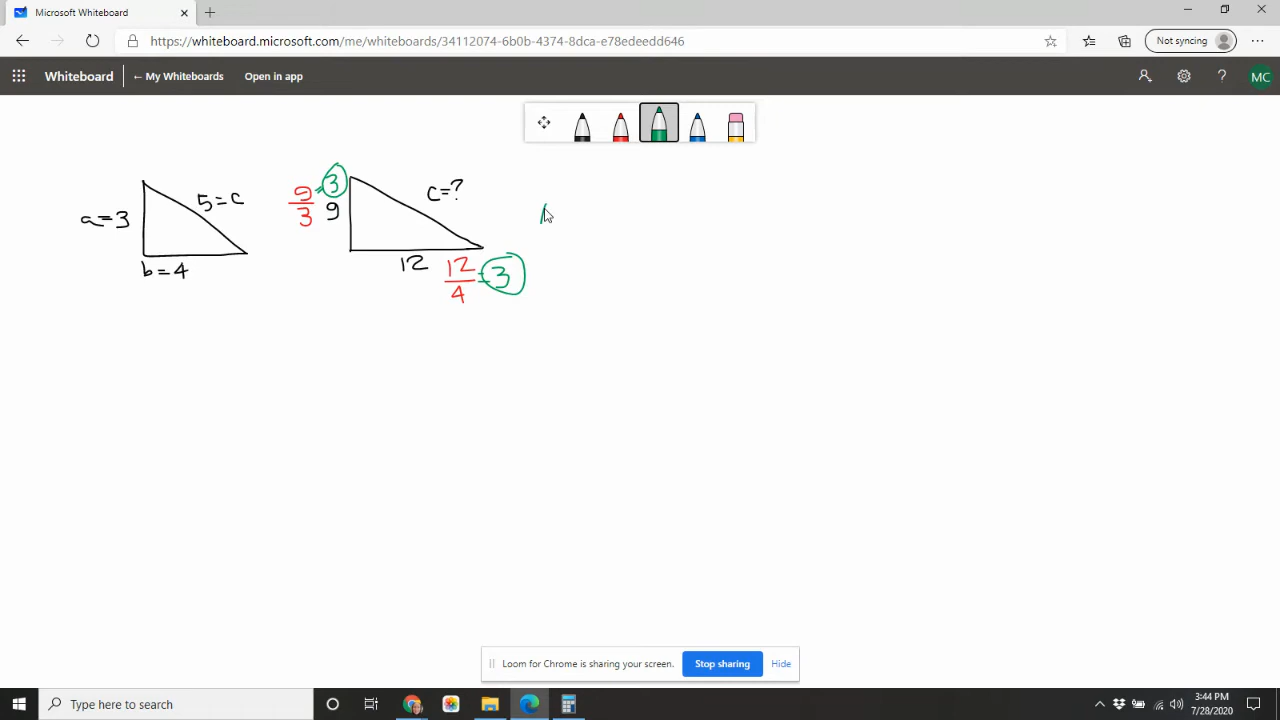 Microsoft Whiteboard
https://whiteboard.microsoft.com/me/whiteboards/34112074-6b0b-4374-8dca-e78edeedd646
Not syncing
Whiteboard
← My Whiteboards
Open in app
?
MC
a=3
5=c
b=4
9/3=3
9
c=?
12
12/4=3
Loom for Chrome is sharing your screen.
Stop sharing
Hide
Type here to search
3:44 PM
7/28/2020